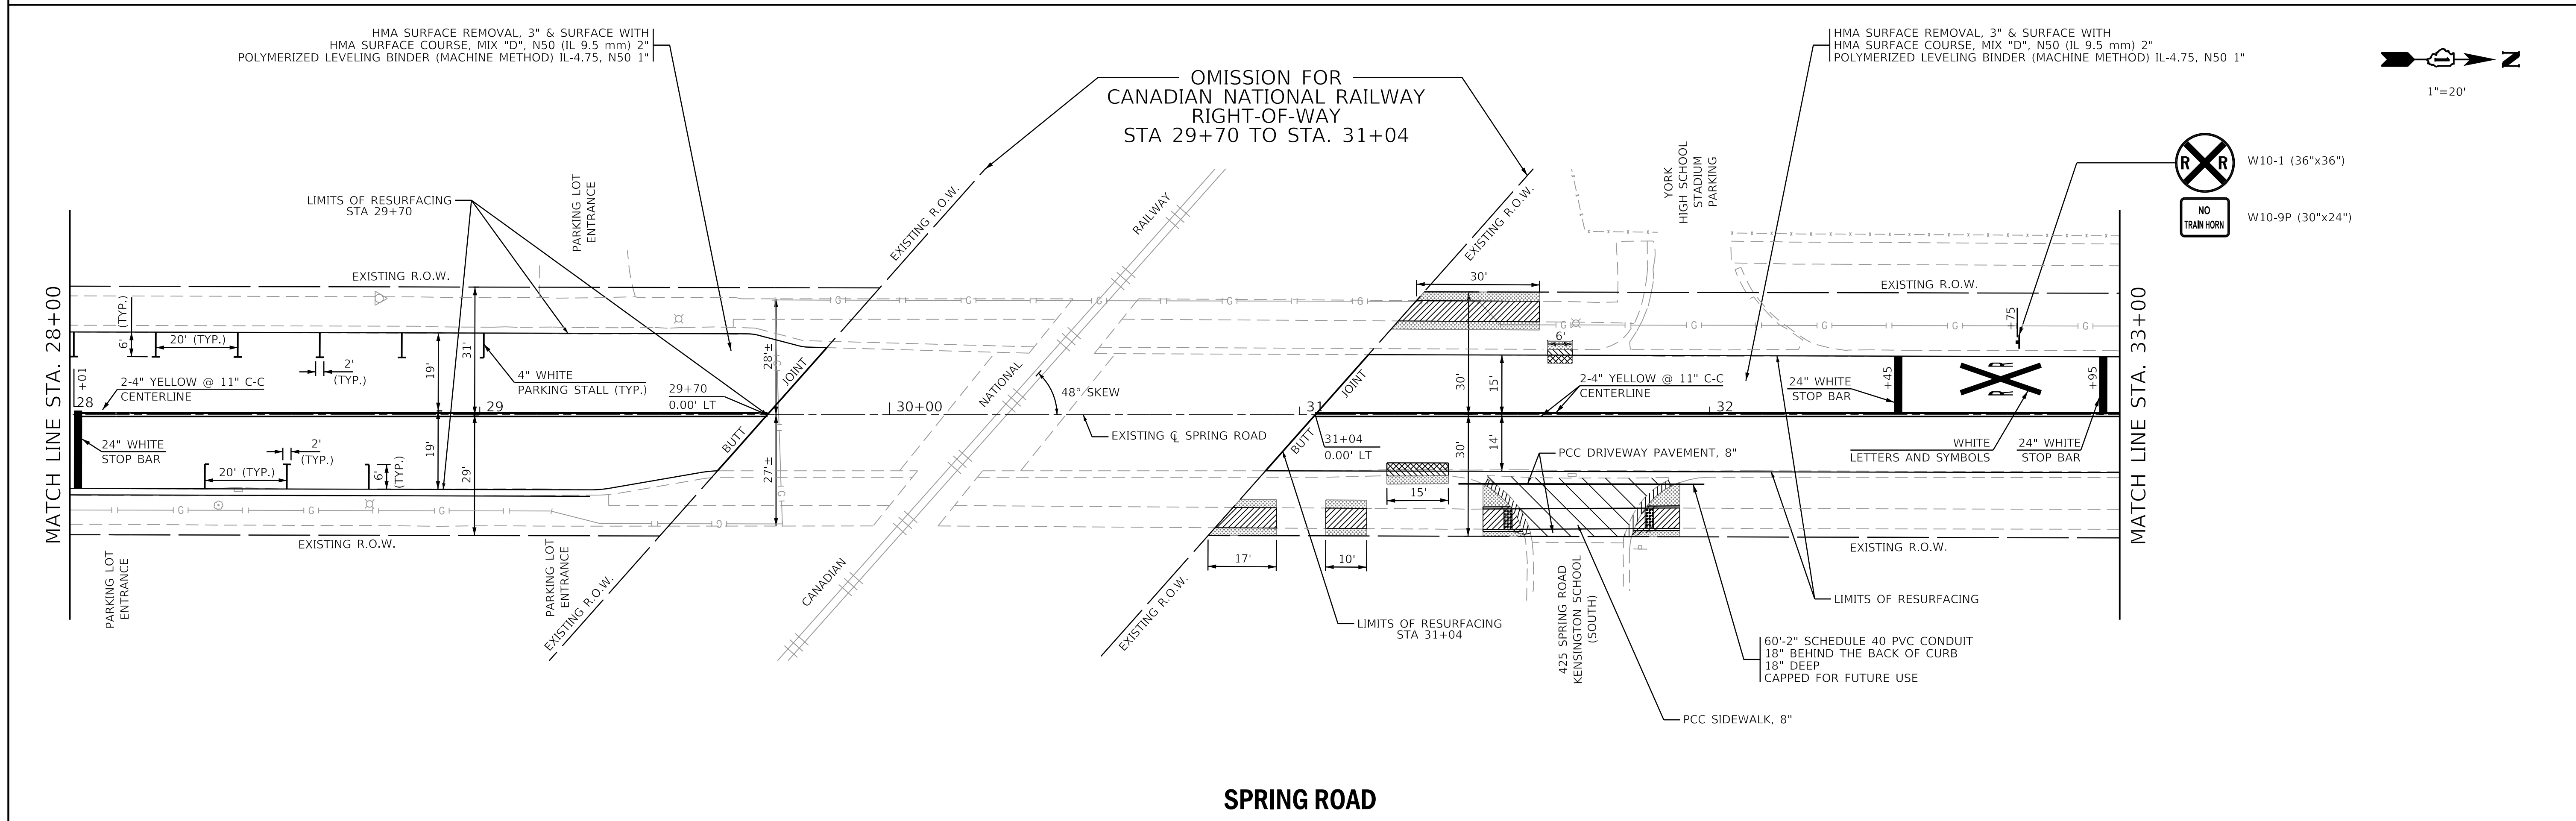 HMA SURFACE REMOVAL, 3" & SURFACE WITH
HMA SURFACE COURSE, MIX "D", N50 (IL 9.5 mm) 2"
POLYMERIZED LEVELING BINDER (MACHINE METHOD) IL-4.75, N50 1"
OMISSION FOR
CANADIAN NATIONAL RAILWAY
RIGHT-OF-WAY
STA 29+70 TO STA. 31+04
HMA SURFACE REMOVAL, 3" & SURFACE WITH
HMA SURFACE COURSE, MIX "D", N50 (IL 9.5 mm) 2"
POLYMERIZED LEVELING BINDER (MACHINE METHOD) IL-4.75, N50 1"
N
1"=20'
R R
W10-1 (36"x36")
NO
TRAIN HORN
W10-9P (30"x24")
LIMITS OF RESURFACING
STA 29+70
PARKING LOT
ENTRANCE
EXISTING R.O.W.
RAILWAY
EXISTING R.O.W.
YORK
HIGH SCHOOL
STADIUM
PARKING
MATCH LINE STA. 28+00
EXISTING R.O.W.
30'
EXISTING R.O.W.
MATCH LINE STA. 33+00
6'
(TYP.)
20' (TYP.)
2'
(TYP.)
19'
31'
4" WHITE
PARKING STALL (TYP.)
28'±
JOINT
G
G
G
G
G
6'
G
G
G
G
G
+75
+01
28
2-4" YELLOW @ 11" C-C
CENTERLINE
29
29+70
0.00' LT
30+00
NATIONAL
48° SKEW
31
JOINT
30'
15'
2-4" YELLOW @ 11" C-C
CENTERLINE
32
24" WHITE
STOP BAR
+45
R
R
+95
24" WHITE
STOP BAR
2'
(TYP.)
20' (TYP.)
6'
(TYP.)
19'
29'
BUTT
27'±
EXISTING ℄ SPRING ROAD
BUTT
31+04
0.00' LT
30'
14'
PCC DRIVEWAY PAVEMENT, 8"
WHITE
LETTERS AND SYMBOLS
24" WHITE
STOP BAR
15'
G
G
G
G
G
G
G
EXISTING R.O.W.
17'
10'
EXISTING R.O.W.
PARKING LOT
ENTRANCE
PARKING LOT
ENTRANCE
EXISTING R.O.W.
CANADIAN
EXISTING R.O.W.
LIMITS OF RESURFACING
STA 31+04
425 SPRING ROAD
KENSINGTON SCHOOL
(SOUTH)
LIMITS OF RESURFACING
60'-2" SCHEDULE 40 PVC CONDUIT
18" BEHIND THE BACK OF CURB
18" DEEP
CAPPED FOR FUTURE USE
PCC SIDEWALK, 8"
SPRING ROAD